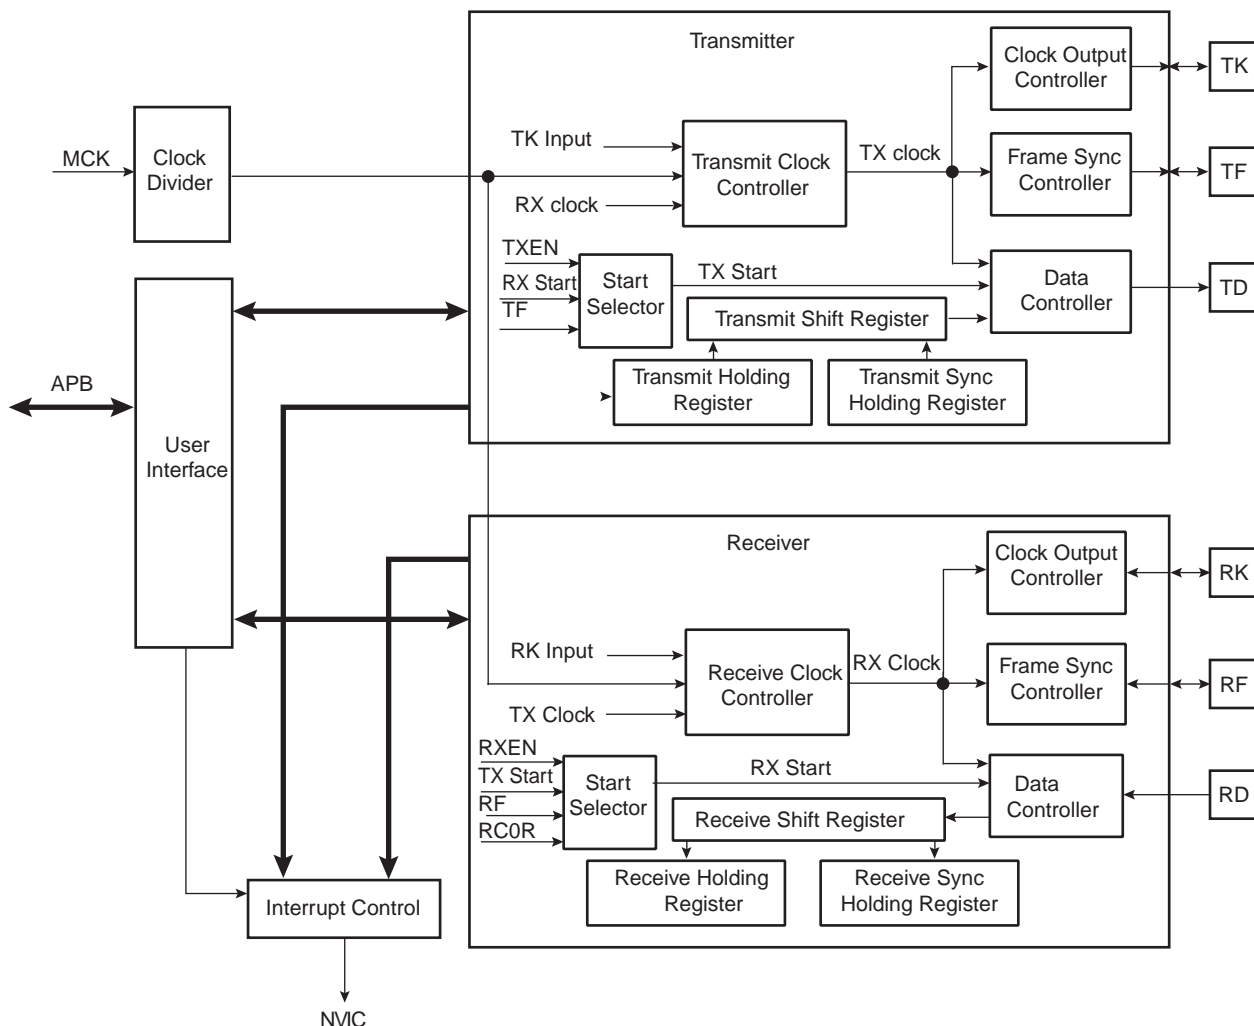 Transmitter
Clock Output
Controller
TK
MCK
Clock
Divider
TK Input
Transmit Clock
Controller
TX clock
Frame Sync
Controller
TF
RX clock
TXEN
RX Start
TF
Start
Selector
TX Start
Data
Controller
TD
Transmit Shift Register
Transmit Holding
Register
Transmit Sync
Holding Register
APB
User
Interface
Receiver
Clock Output
Controller
RK
RK Input
Receive Clock
Controller
RX Clock
Frame Sync
Controller
RF
TX Clock
RXEN
TX Start
RF
RC0R
Start
Selector
RX Start
Data
Controller
RD
Receive Shift Register
Receive Holding
Register
Receive Sync
Holding Register
Interrupt Control
NVIC